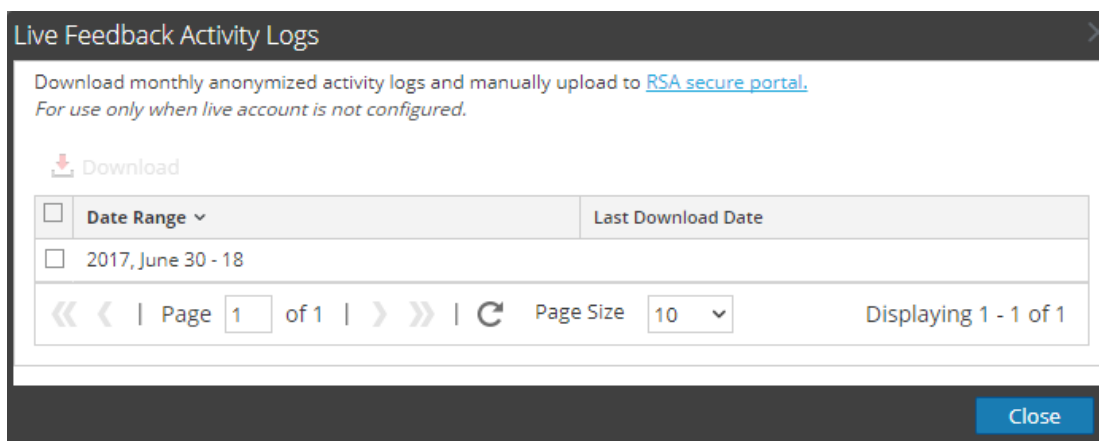 Live Feedback Activity Logs
Download monthly anonymized activity logs and manually upload to RSA secure portal.
For use only when live account is not configured.
Download
Date Range Last Download Date
2017, June 30 - 18
| Page 1 of 1 | | Page Size 10 Displaying 1 - 1 of 1
Close